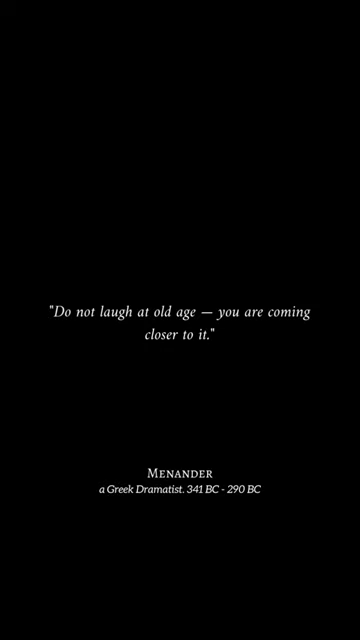 "Do not laugh at old age — you are coming
closer to it."
MENANDER
a Greek Dramatist. 341 BC - 290 BC